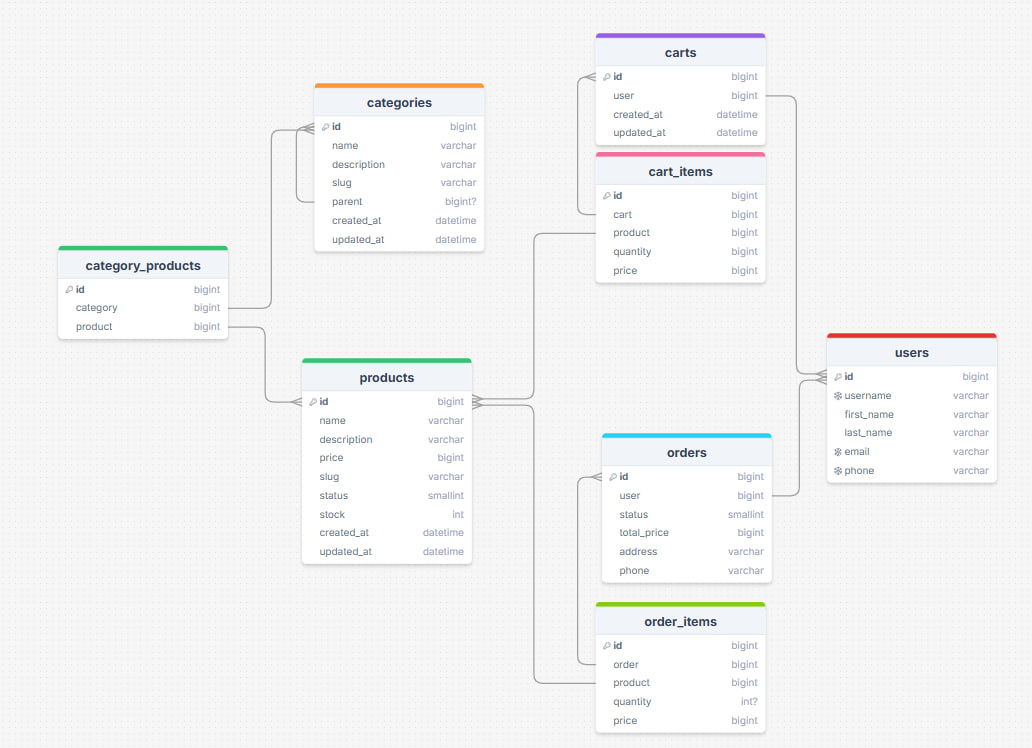 carts
id bigint
user bigint
created_at datetime
updated_at datetime
categories
id bigint
name varchar
description varchar
slug varchar
parent bigint?
created_at datetime
updated_at datetime
cart_items
id bigint
cart bigint
product bigint
quantity bigint
price bigint
category_products
id bigint
category bigint
product bigint
users
id bigint
username varchar
first_name varchar
last_name varchar
email varchar
phone varchar
products
id bigint
name varchar
description varchar
price bigint
slug varchar
status smallint
stock int
created_at datetime
updated_at datetime
orders
id bigint
user bigint
status smallint
total_price bigint
address varchar
phone varchar
order_items
id bigint
order bigint
product bigint
quantity int?
price bigint